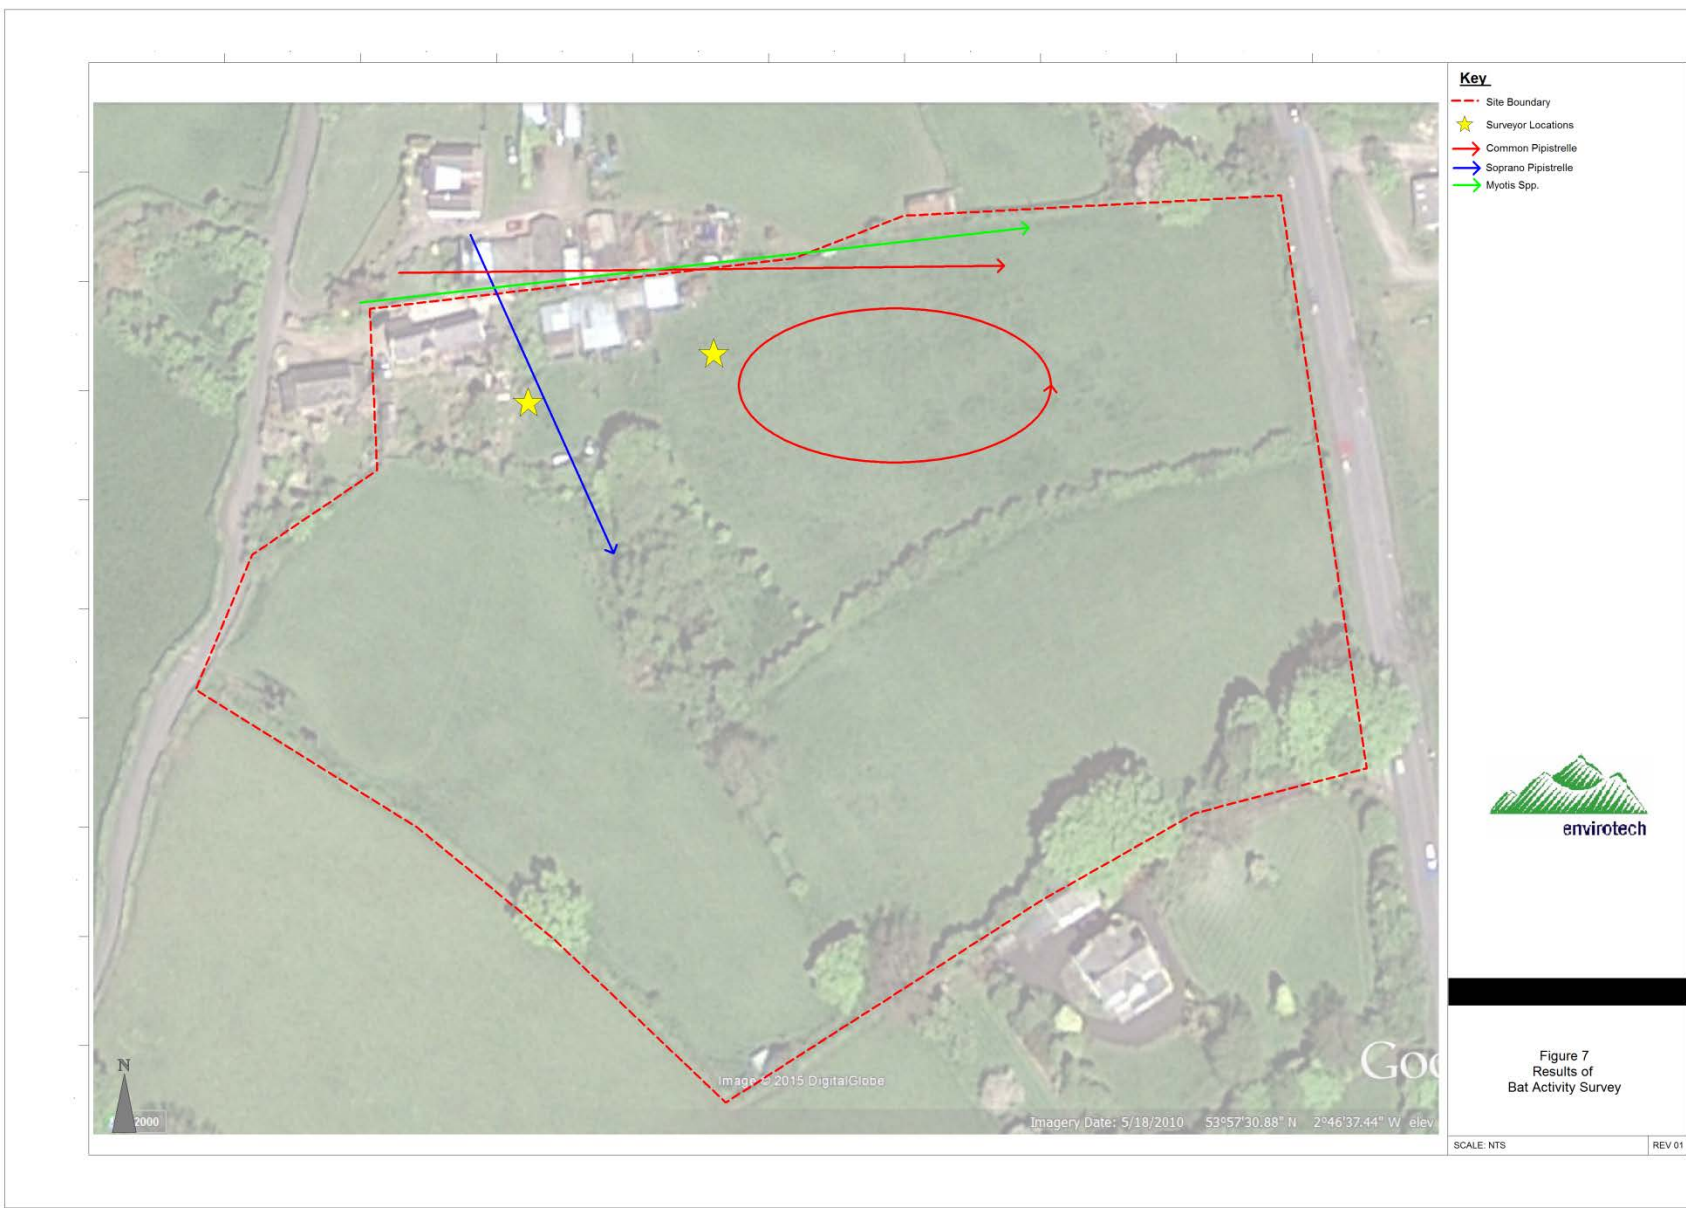 Key
Site Boundary
Surveyor Locations
Common Pipistrelle
Soprano Pipistrelle
Myotis Spp.
envirotech
Figure 7
Results of
Bat Activity Survey
SCALE: NTS
REV 01
N
2000
Image © 2015 DigitalGlobe
Goo
Imagery Date: 5/18/2010 53°57'30.88" N 2°46'37.44" W elev